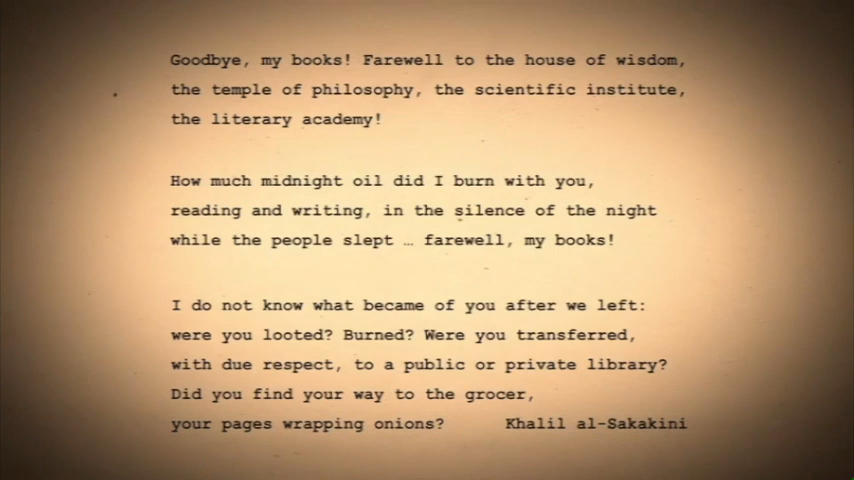 Goodbye, my books! Farewell to the house of wisdom,
the temple of philosophy, the scientific institute,
the literary academy!
How much midnight oil did I burn with you,
reading and writing, in the silence of the night
while the people slept … farewell, my books!
I do not know what became of you after we left:
were you looted? Burned? Were you transferred,
with due respect, to a public or private library?
Did you find your way to the grocer,
your pages wrapping onions? Khalil al-Sakakini